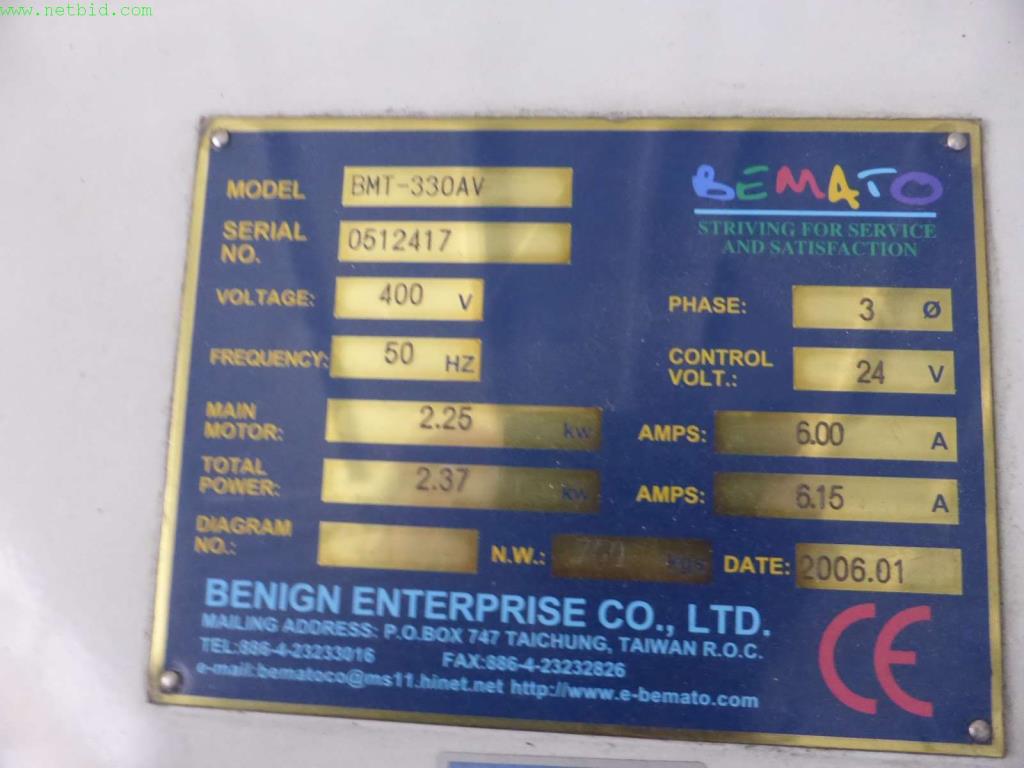 www.netbid.com
BEMATO
STRIVING FOR SERVICE
AND SATISFACTION
MODEL BMT-330AV
SERIAL NO. 0512417
VOLTAGE: 400 V
PHASE: 3 Ø
FREQUENCY: 50 HZ
CONTROL VOLT.: 24 V
MAIN MOTOR: 2.25 kw AMPS: 6.00 A
TOTAL POWER: 2.37 kw AMPS: 6.15 A
DIAGRAM NO.:
N.W.: kgs DATE: 2006.01
BENIGN ENTERPRISE CO., LTD.
MAILING ADDRESS: P.O.BOX 747 TAICHUNG, TAIWAN R.O.C.
TEL:886-4-23233016 FAX:886-4-23232826
e-mail:bematoco@ms11.hinet.net http://www.e-bemato.com
CE